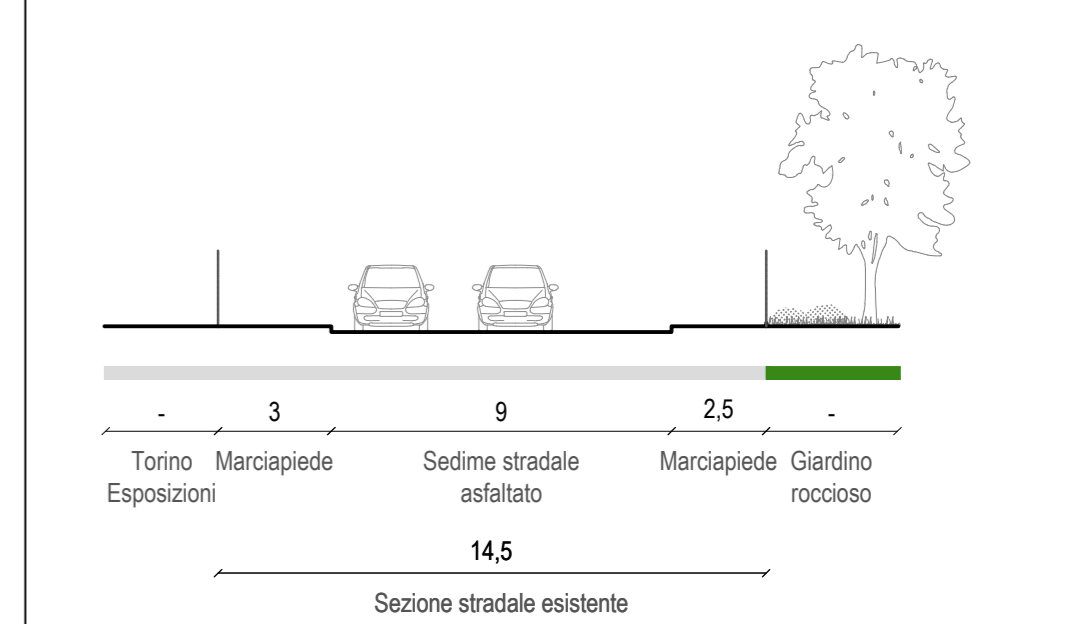 - 3 9 2,5 -
Torino Esposizioni
Marciapiede
Sedime stradale
asfaltato
Marciapiede
Giardino
roccioso
14,5
Sezione stradale esistente